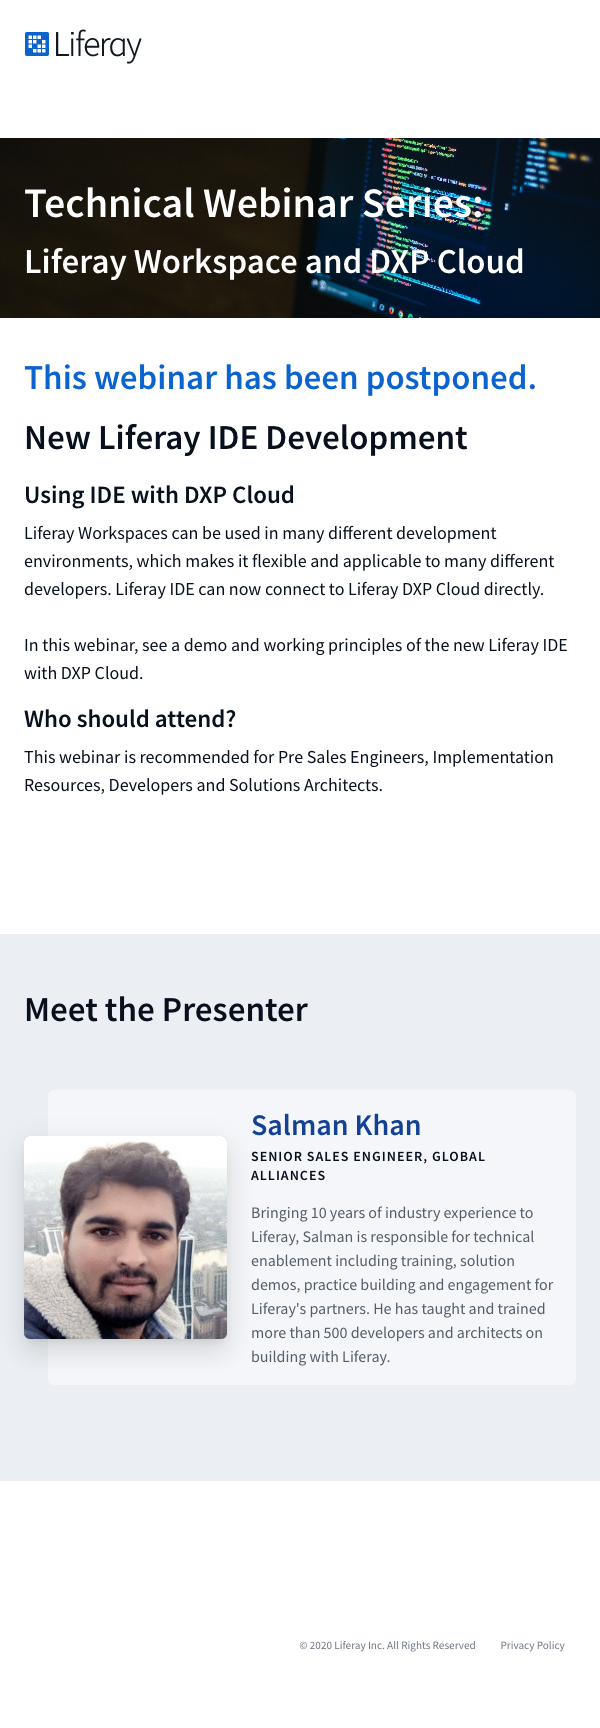 Liferay
Technical Webinar Series:
Liferay Workspace and DXP Cloud
This webinar has been postponed.
New Liferay IDE Development
Using IDE with DXP Cloud
Liferay Workspaces can be used in many different development
environments, which makes it flexible and applicable to many different
developers. Liferay IDE can now connect to Liferay DXP Cloud directly.
In this webinar, see a demo and working principles of the new Liferay IDE
with DXP Cloud.
Who should attend?
This webinar is recommended for Pre Sales Engineers, Implementation
Resources, Developers and Solutions Architects.
Meet the Presenter
Salman Khan
SENIOR SALES ENGINEER, GLOBAL
ALLIANCES
Bringing 10 years of industry experience to
Liferay, Salman is responsible for technical
enablement including training, solution
demos, practice building and engagement for
Liferay's partners. He has taught and trained
more than 500 developers and architects on
building with Liferay.
© 2020 Liferay Inc. All Rights Reserved Privacy Policy